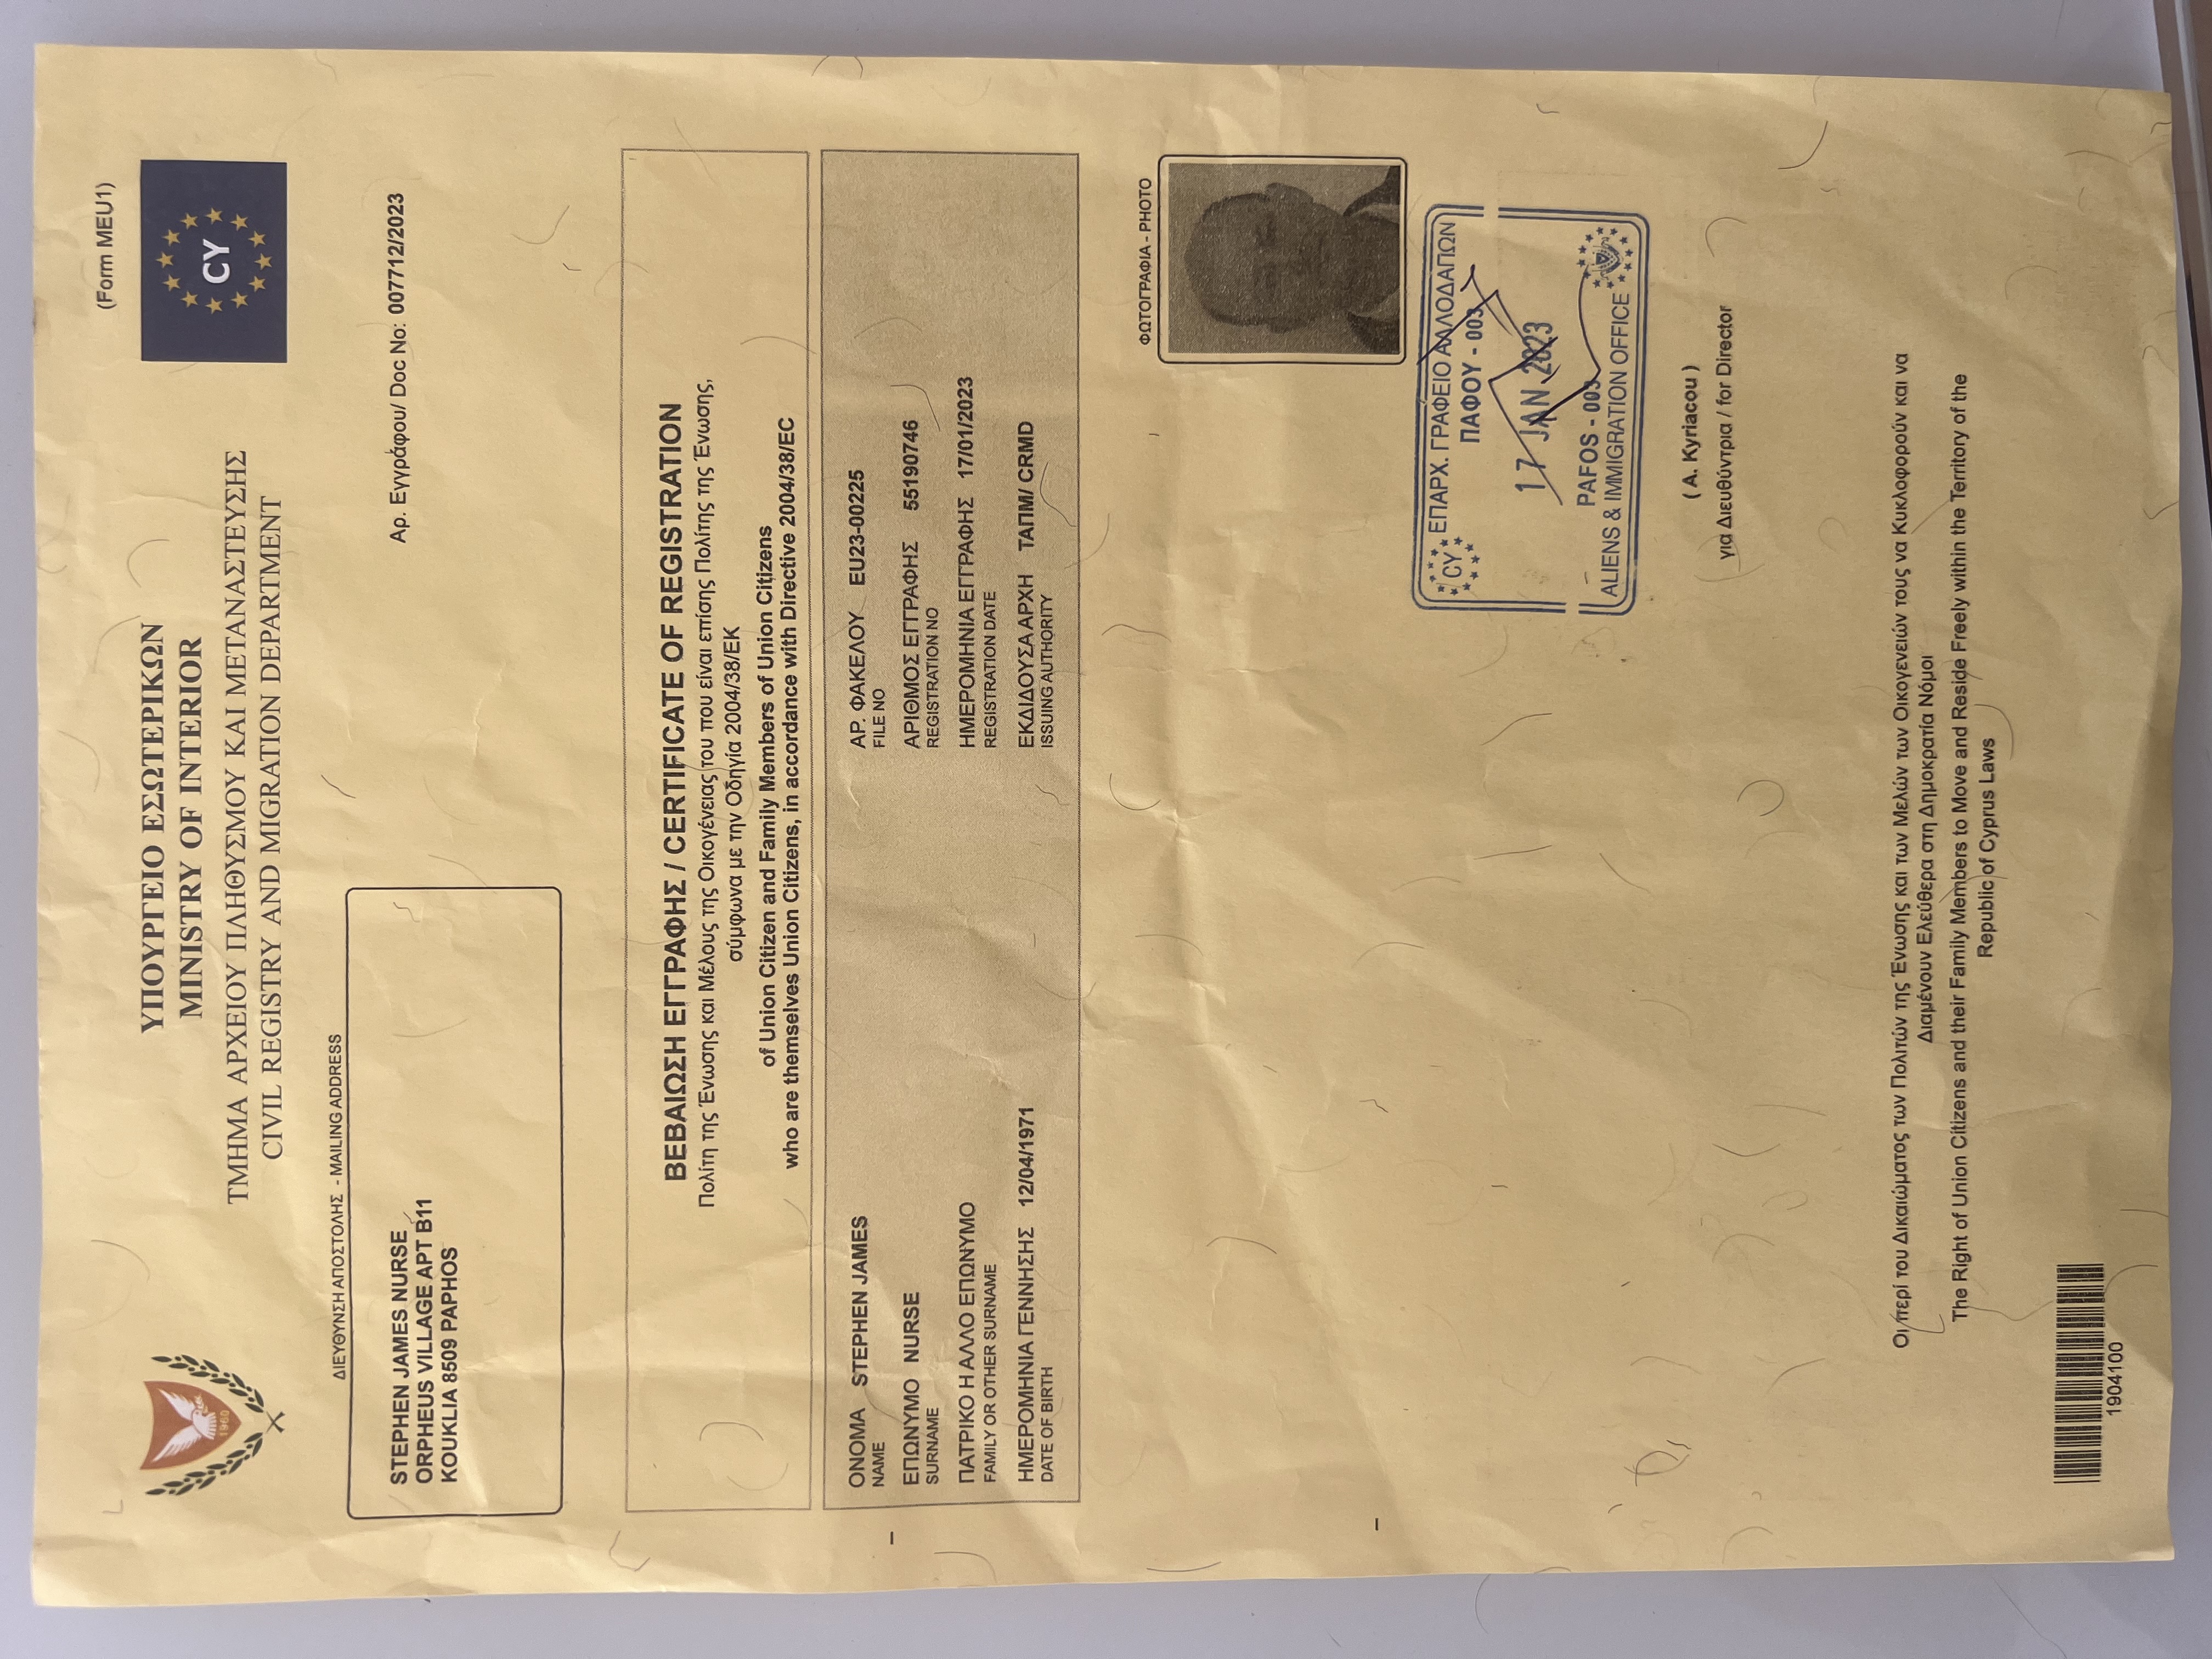 (Form MEU1)
ΥΠΟΥΡΓΕΙΟ ΕΣΩΤΕΡΙΚΩΝ
MINISTRY OF INTERIOR
ΤΜΗΜΑ ΑΡΧΕΙΟΥ ΠΛΗΘΥΣΜΟΥ ΚΑΙ ΜΕΤΑΝΑΣΤΕΥΣΗΣ
CIVIL REGISTRY AND MIGRATION DEPARTMENT
1960
CY
ΔΙΕΥΘΥΝΣΗ ΑΠΟΣΤΟΛΗΣ - MAILING ADDRESS
STEPHEN JAMES NURSE
ORPHEUS VILLAGE APT B11
KOUKLIA 8509 PAPHOS
Αρ. Εγγράφου/ Doc No: 007712/2023
ΒΕΒΑΙΩΣΗ ΕΓΓΡΑΦΗΣ / CERTIFICATE OF REGISTRATION
Πολίτη της Ένωσης και Μέλους της Οικογένειας του που είναι επίσης Πολίτης της Ένωσης,
σύμφωνα με την Οδηγία 2004/38/ΕΚ
of Union Citizen and Family Members of Union Citizens
who are themselves Union Citizens, in accordance with Directive 2004/38/EC
ΟΝΟΜΑ STEPHEN JAMES
NAME
ΕΠΩΝΥΜΟ NURSE
SURNAME
ΠΑΤΡΙΚΟ Η ΑΛΛΟ ΕΠΩΝΥΜΟ
FAMILY OR OTHER SURNAME
ΗΜΕΡΟΜΗΝΙΑ ΓΕΝΝΗΣΗΣ 12/04/1971
DATE OF BIRTH
ΑΡ. ΦΑΚΕΛΟΥ EU23-00225
FILE NO
ΑΡΙΘΜΟΣ ΕΓΓΡΑΦΗΣ 55190746
REGISTRATION NO
ΗΜΕΡΟΜΗΝΙΑ ΕΓΓΡΑΦΗΣ 17/01/2023
REGISTRATION DATE
ΕΚΔΙΔΟΥΣΑ ΑΡΧΗ ΤΑΠΜ/ CRMD
ISSUING AUTHORITY
ΦΩΤΟΓΡΑΦΙΑ - PHOTO
CY
ΕΠΑΡΧ. ΓΡΑΦΕΙΟ ΑΛΛΟΔΑΠΩΝ
ΠΑΦΟΥ - 003
17 JAN 2023
PAFOS - 003
ALIENS & IMMIGRATION OFFICE
( A. Kyriacou )
για Διευθύντρια / for Director
Οι περί του Δικαιώματος των Πολιτών της Ένωσης και των Μελών των Οικογενειών τους να Κυκλοφορούν και να
Διαμένουν Ελεύθερα στη Δημοκρατία Νόμοι
The Right of Union Citizens and their Family Members to Move and Reside Freely within the Territory of the
Republic of Cyprus Laws
1904100